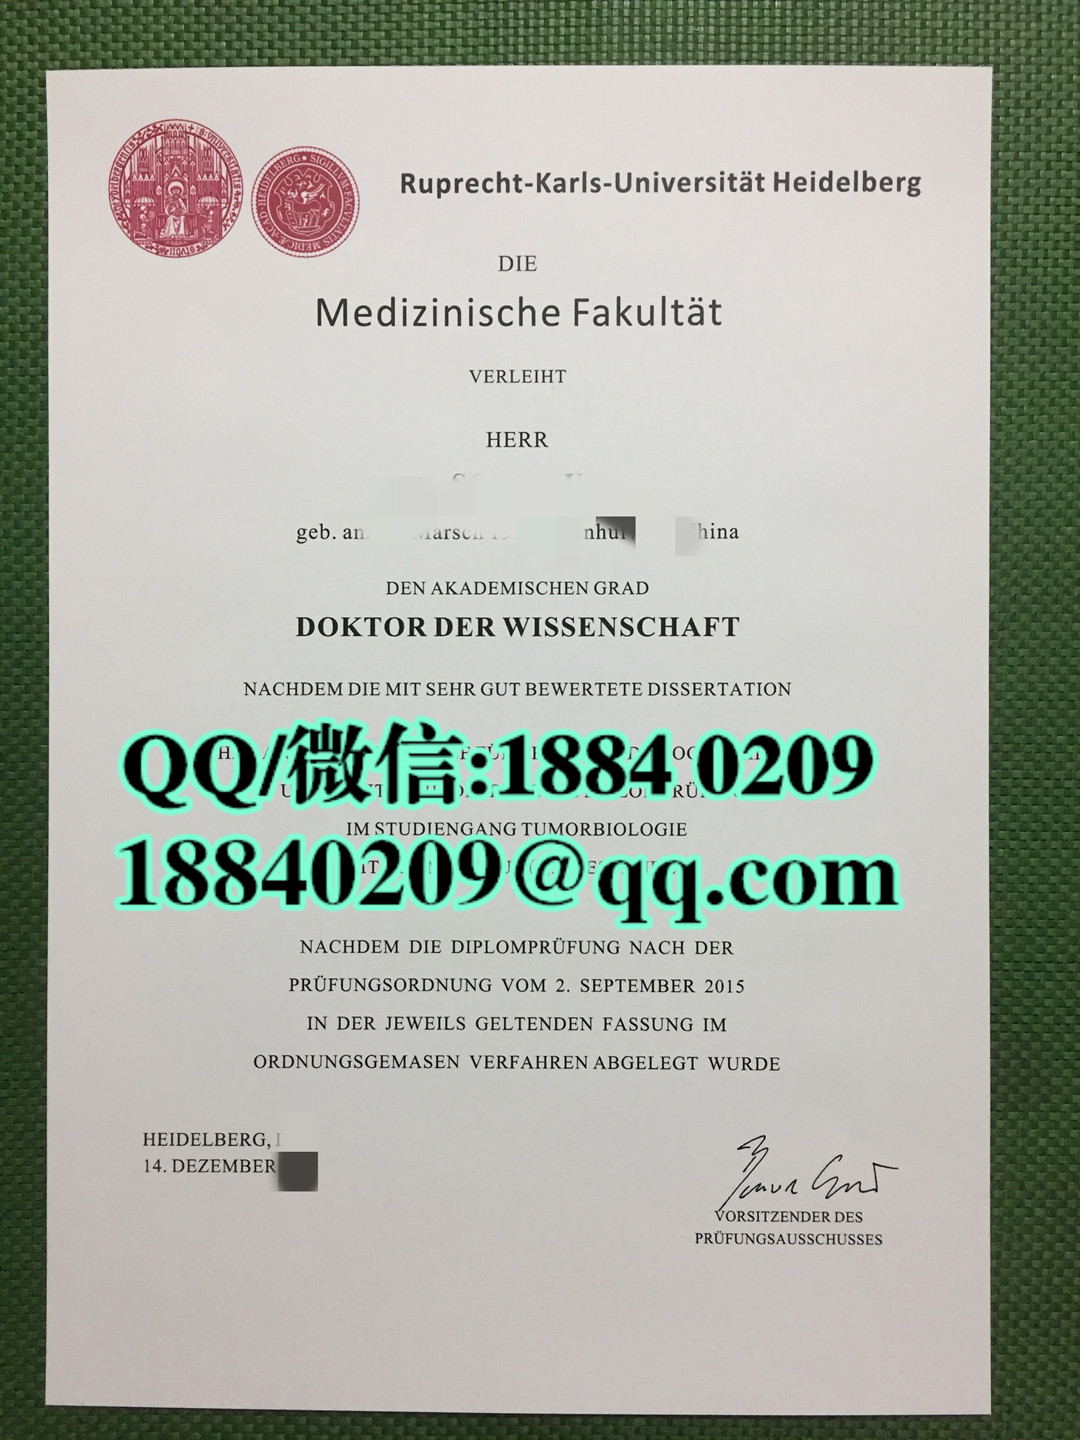 Ruprecht-Karls-Universität Heidelberg
DIE
Medizinische Fakultät
VERLEIHT
HERR
geb. China
DEN AKADEMISCHEN GRAD
DOKTOR DER WISSENSCHAFT
NACHDEM DIE MIT SEHR GUT BEWERTETE DISSERTATION
QQ/微信:1884 0209
IM STUDIENGANG TUMORBIOLOGIE
18840209@qq.com
NACHDEM DIE DIPLOMPRÜFUNG NACH DER
PRÜFUNGSORDNUNG VOM 2. SEPTEMBER 2015
IN DER JEWEILS GELTENDEN FASSUNG IM
ORDNUNGSGEMASEN VERFAHREN ABGELEGT WURDE
HEIDELBERG,
14. DEZEMBER
VORSITZENDER DES
PRÜFUNGSAUSSCHUSSES